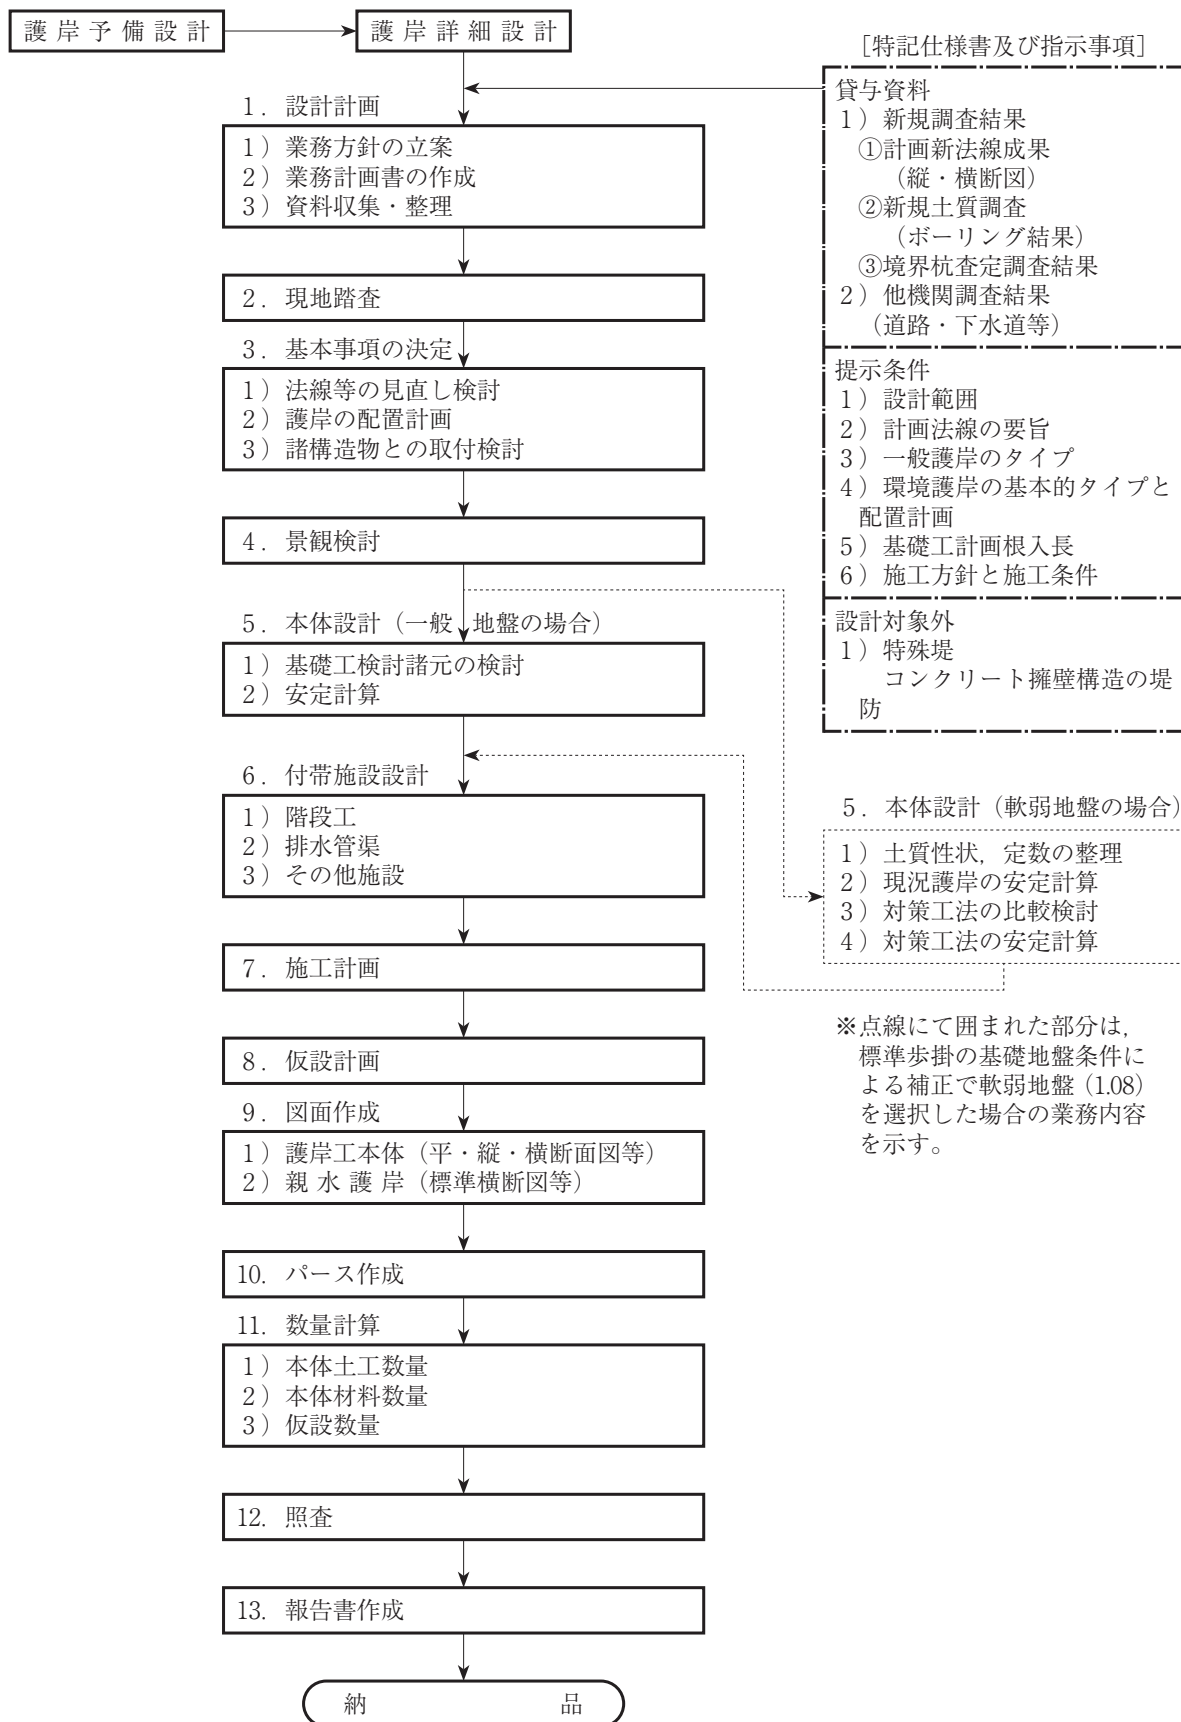 護岸予備設計
護岸詳細設計
1．設計計画
1）業務方針の立案
2）業務計画書の作成
3）資料収集・整理
2．現地踏査
3．基本事項の決定
1）法線等の見直し検討
2）護岸の配置計画
3）諸構造物との取付検討
4．景観検討
5．本体設計（一般　地盤の場合）
1）基礎工検討諸元の検討
2）安定計算
6．付帯施設設計
1）階段工
2）排水管渠
3）その他施設
7．施工計画
8．仮設計画
9．図面作成
1）護岸工本体（平・縦・横断面図等）
2）親水護岸（標準横断図等）
10．パース作成
11．数量計算
1）本体土工数量
2）本体材料数量
3）仮設数量
12．照査
13．報告書作成
納　品
［特記仕様書及び指示事項］
貸与資料
1）新規調査結果
①計画新法線成果
（縦・横断図）
②新規土質調査
（ボーリング結果）
③境界杭査定調査結果
2）他機関調査結果
（道路・下水道等）
提示条件
1）設計範囲
2）計画法線の要旨
3）一般護岸のタイプ
4）環境護岸の基本的タイプと
配置計画
5）基礎工計画根入長
6）施工方針と施工条件
設計対象外
1）特殊堤
コンクリート擁壁構造の堤
防
5．本体設計（軟弱地盤の場合）
1）土質性状，定数の整理
2）現況護岸の安定計算
3）対策工法の比較検討
4）対策工法の安定計算
※点線にて囲まれた部分は，
標準歩掛の基礎地盤条件に
よる補正で軟弱地盤（1.08）
を選択した場合の業務内容
を示す。